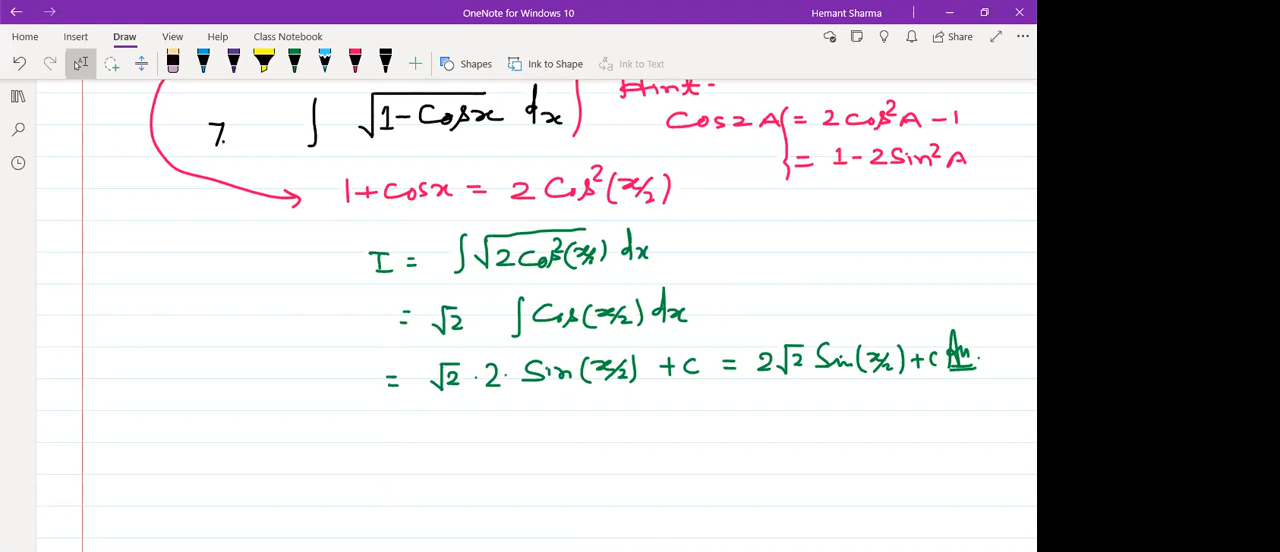 OneNote for Windows 10
Hemant Sharma
Home Insert Draw View Help Class Notebook
Share
Shapes Ink to Shape Ink to Text
Hint -
7. ∫ √(1 - Cosx) dx
Cos2A = 2Cos²A - 1
= 1 - 2Sin²A
1 + Cosx = 2 Cos²(x/2)
I = ∫ √(2Cos²(x/2)) dx
= √2 ∫ Cos(x/2) dx
= √2 · 2 · Sin(x/2) + C = 2√2 Sin(x/2) + C An.